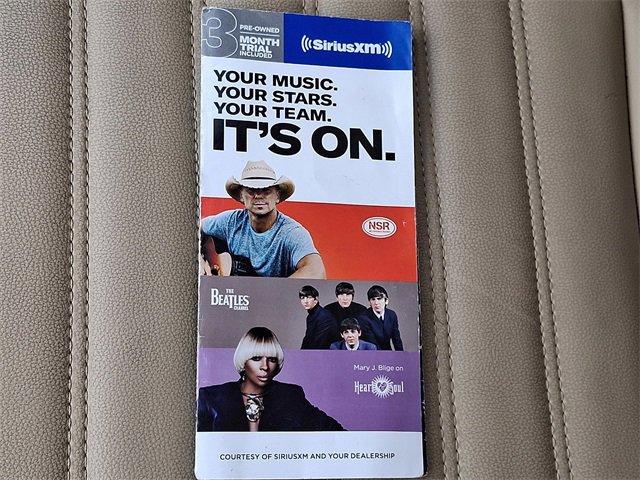 3
PRE-OWNED
MONTH
TRIAL
INCLUDED
((SiriusXM))
YOUR MUSIC.
YOUR STARS.
YOUR TEAM.
IT'S ON.
NSR
THE
BEATLES
CHANNEL
Mary J. Blige on
Heart Soul
COURTESY OF SIRIUSXM AND YOUR DEALERSHIP